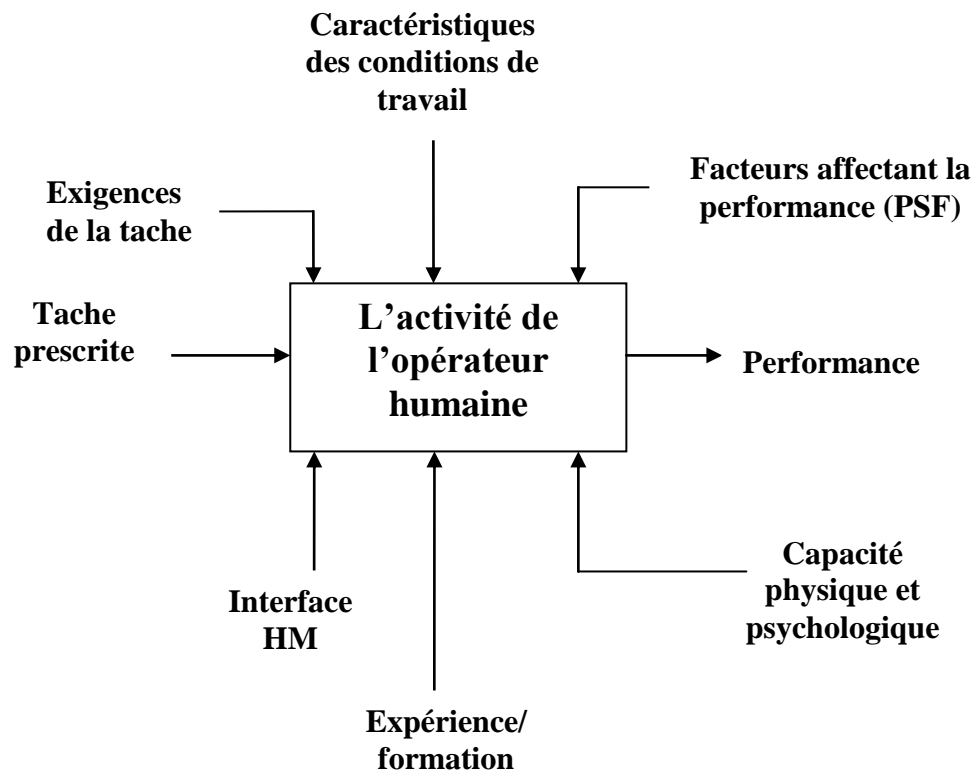 Caractéristiques
des conditions de
travail
Exigences
de la tache
Facteurs affectant la
performance (PSF)
Tache
prescrite
L’activité de
l’opérateur
humaine
Performance
Interface
HM
Capacité
physique et
psychologique
Expérience/
formation